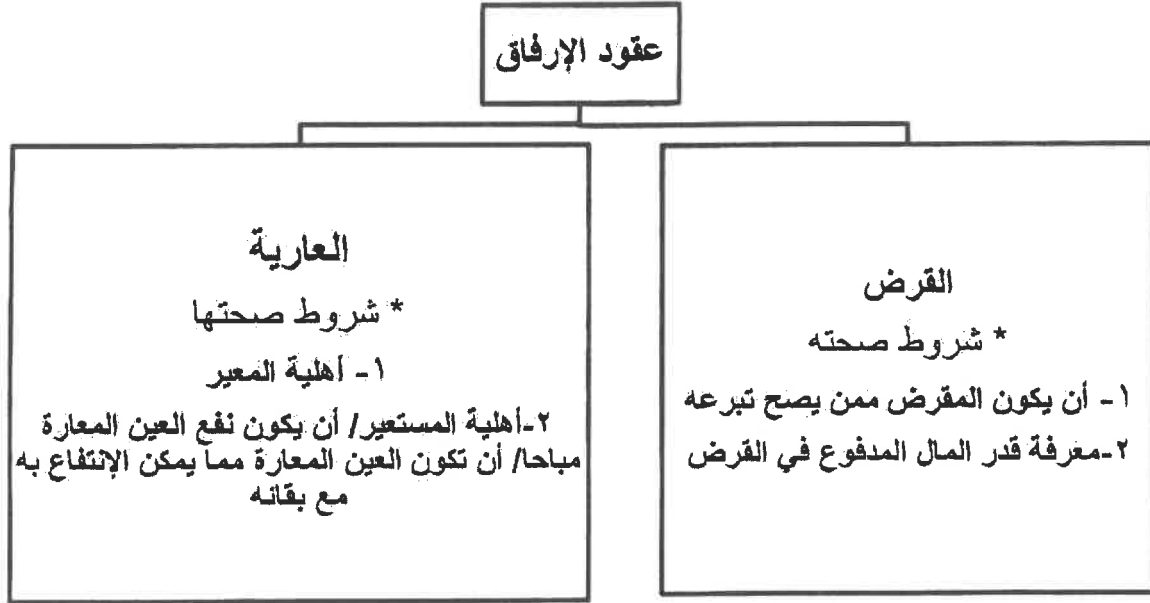 عقود الإرفاق
القرض
* شروط صحته
١- أن يكون المقرض ممن يصح تبرعه
٢-معرفة قدر المال المدفوع في القرض
العارية
* شروط صحتها
١- أهلية المعير
٢-أهلية المستعير/ أن يكون نفع العين المعارة
مباحا/ أن تكون العين المعارة مما يمكن الإنتفاع به
مع بقائه